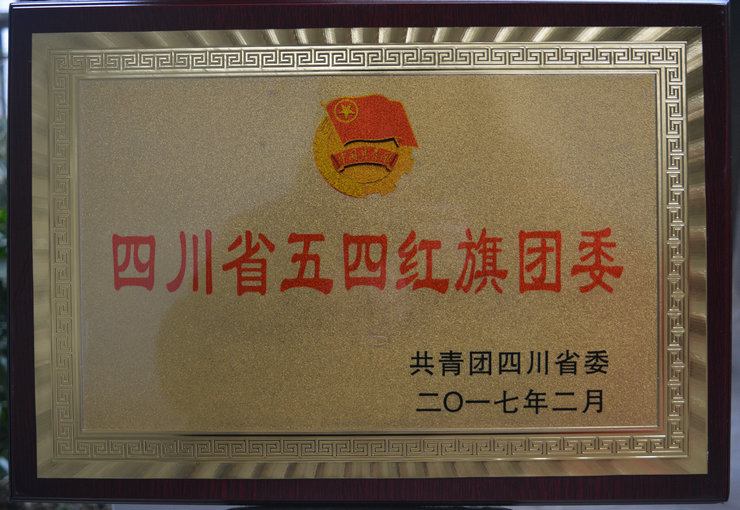 四川省五四红旗团委
共青团四川省委
二〇一七年二月